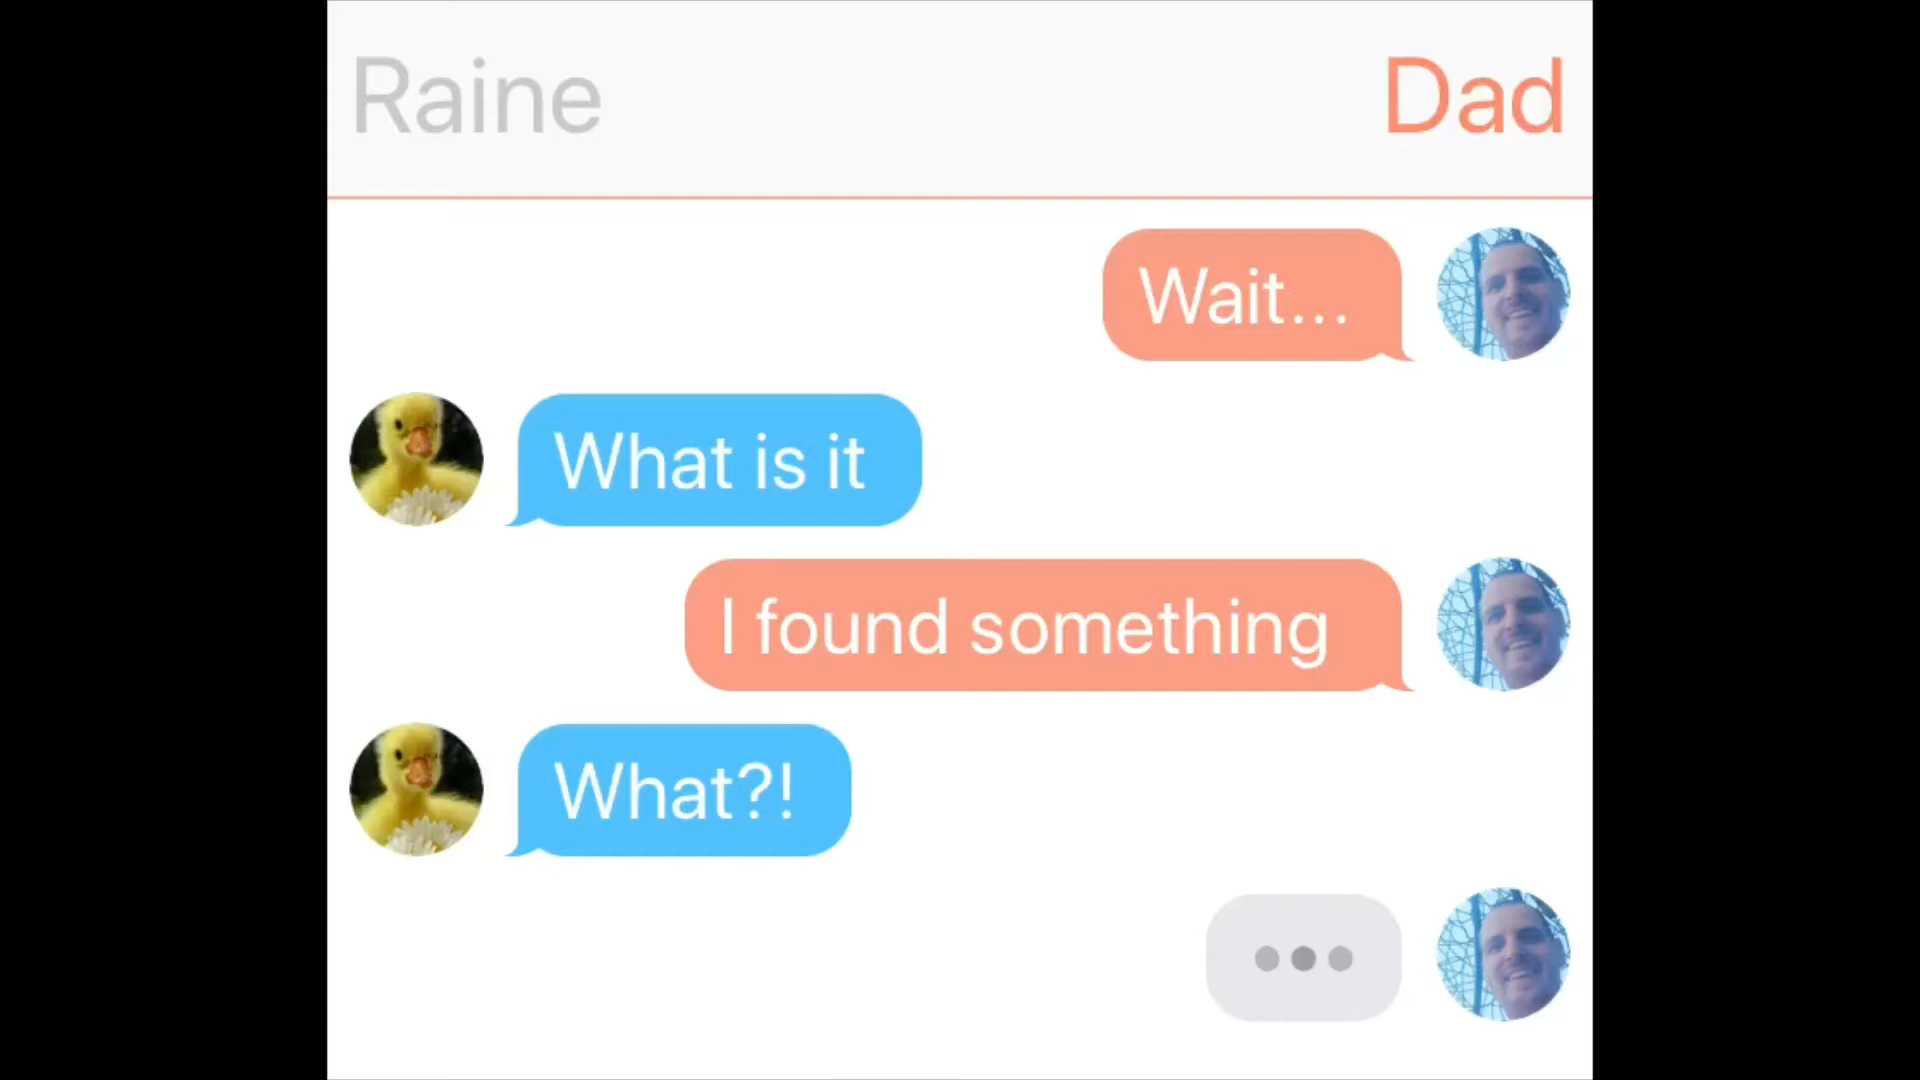 Raine
Dad
Wait...
What is it
I found something
What?!